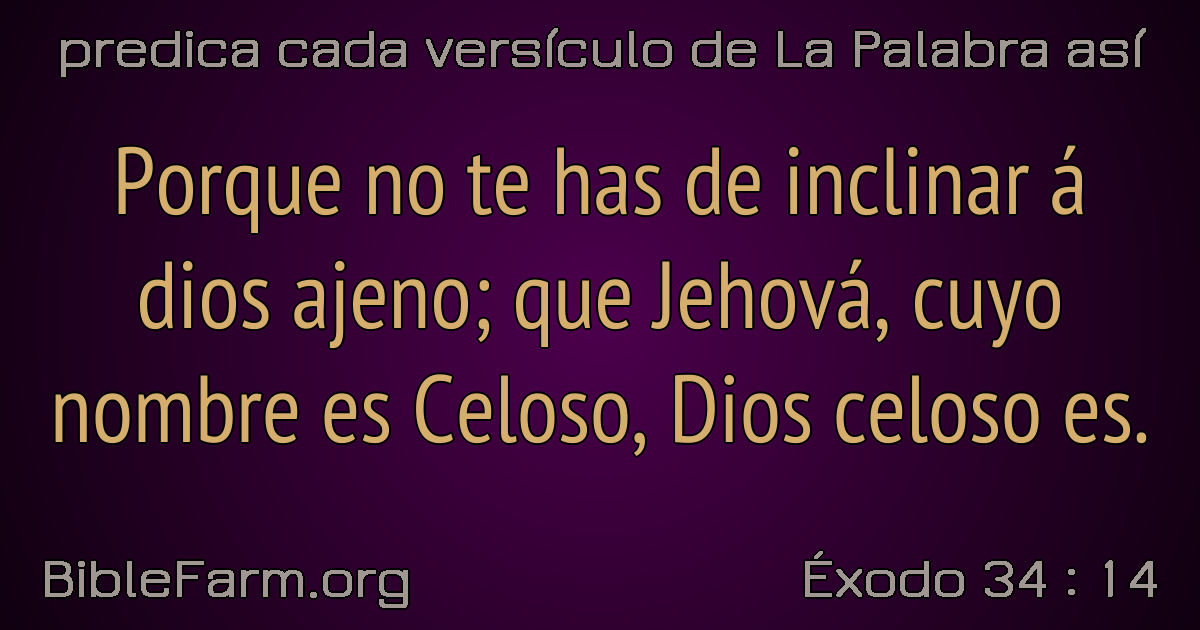 predica cada versículo de La Palabra así
Porque no te has de inclinar á
dios ajeno; que Jehová, cuyo
nombre es Celoso, Dios celoso es.
BibleFarm.org
Éxodo 34 : 14